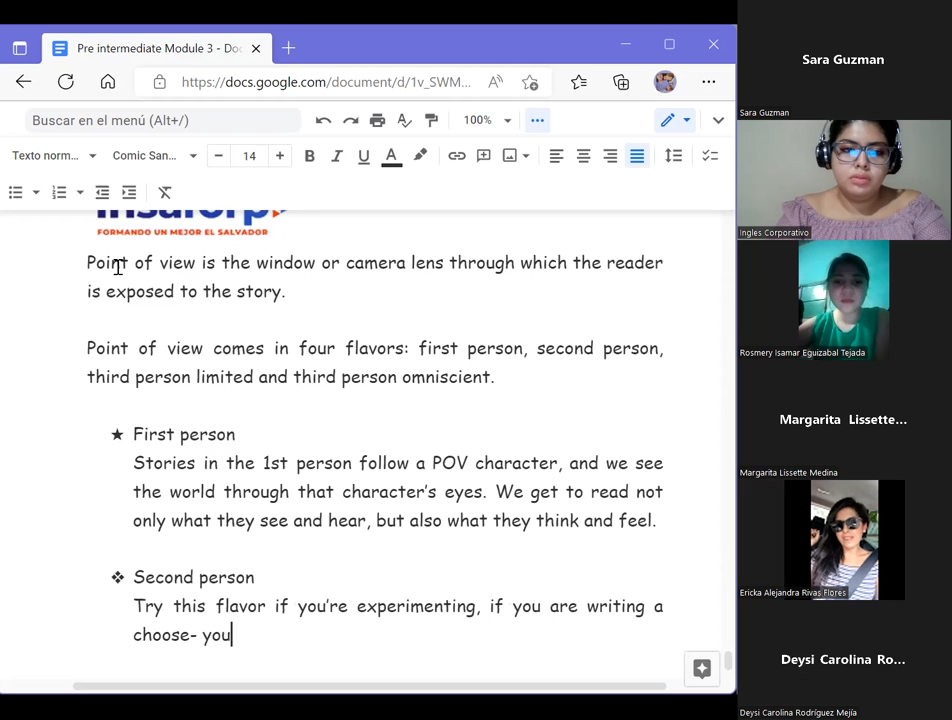 Pre intermediate Module 3 - Doc
https://docs.google.com/document/d/1v_SWM...
Buscar en el menú (Alt+/)
100%
Texto norm...
Comic San...
14
B I U A
insaforp
FORMANDO UN MEJOR EL SALVADOR
Point of view is the window or camera lens through which the reader
is exposed to the story.
Point of view comes in four flavors: first person, second person,
third person limited and third person omniscient.
★ First person
Stories in the 1st person follow a POV character, and we see
the world through that character's eyes. We get to read not
only what they see and hear, but also what they think and feel.
❖ Second person
Try this flavor if you're experimenting, if you are writing a
choose- you
Sara Guzman
Sara Guzman
Ingles Corporativo
Rosmery Isamar Eguizabal Tejada
Margarita Lissette...
Margarita Lissette Medina
Ericka Alejandra Rivas Flores
Deysi Carolina Ro...
Deysi Carolina Rodríguez Mejía